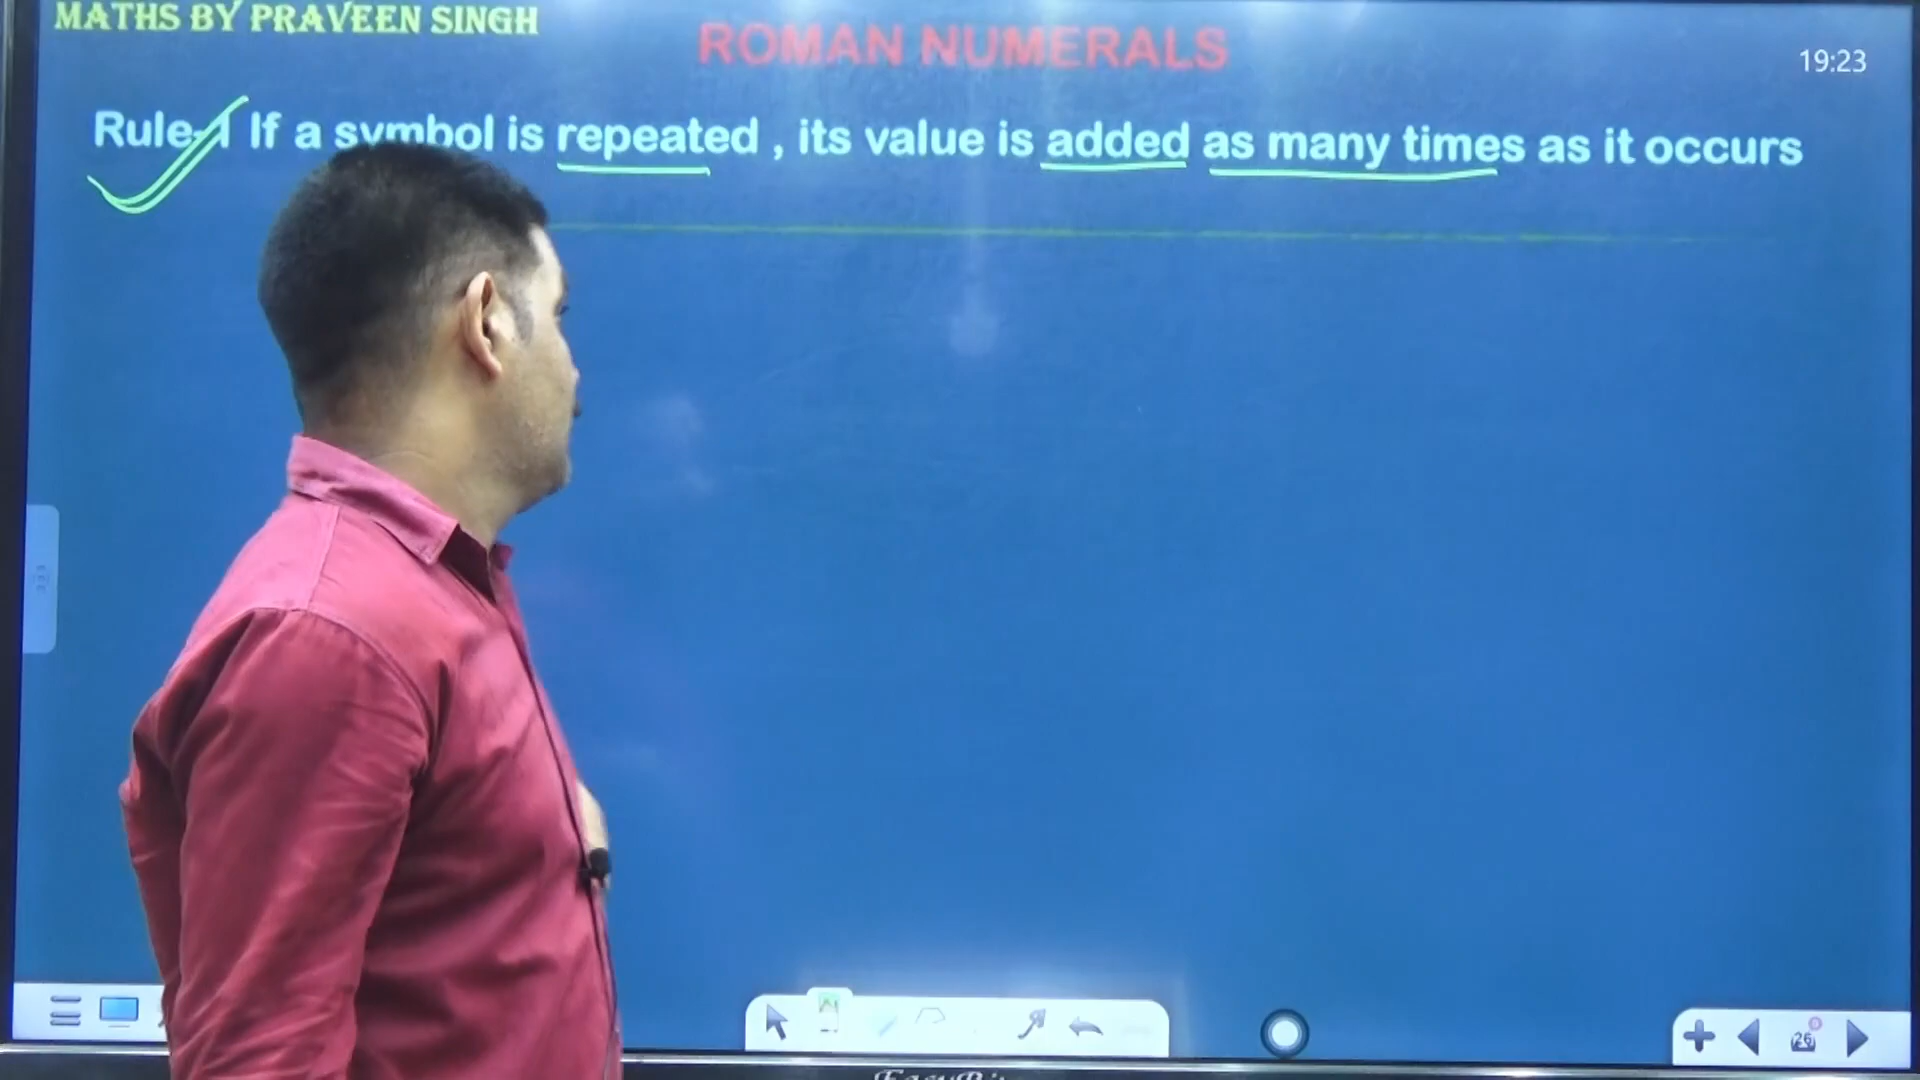 MATHS BY PRAVEEN SINGH
ROMAN NUMERALS
19:23
Rule-1 If a symbol is repeated , its value is added as many times as it occurs
26